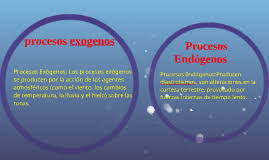 procesos exogenos
Procesos Exógenos: Los procesos exógenos
se producen por la acción de los agentes
atmosféricos (como el viento, los cambios
de temperatura, la lluvia y el hielo) sobre las
rocas.
Procesos
Endógenos
Procesos endógenos: Producen
diastrofismos, son alteraciones en la
corteza terrestre, provocado por
fuerzas internas de tiempo lento.